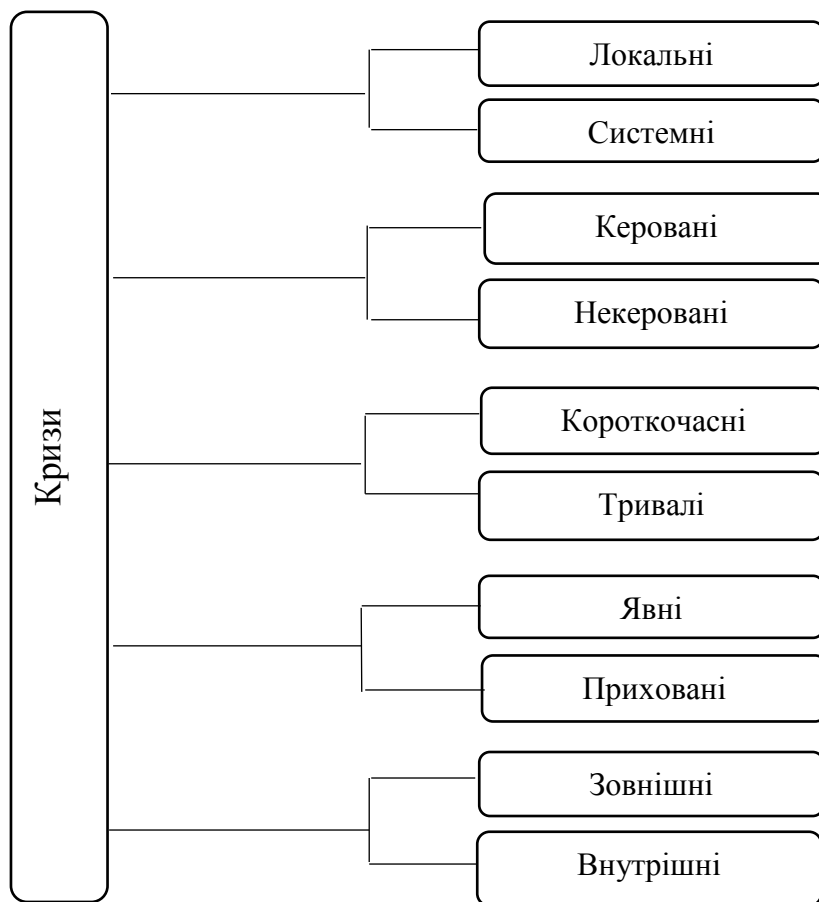 Кризи
Локальні
Системні
Керовані
Некеровані
Короткочасні
Тривалі
Явні
Приховані
Зовнішні
Внутрішні